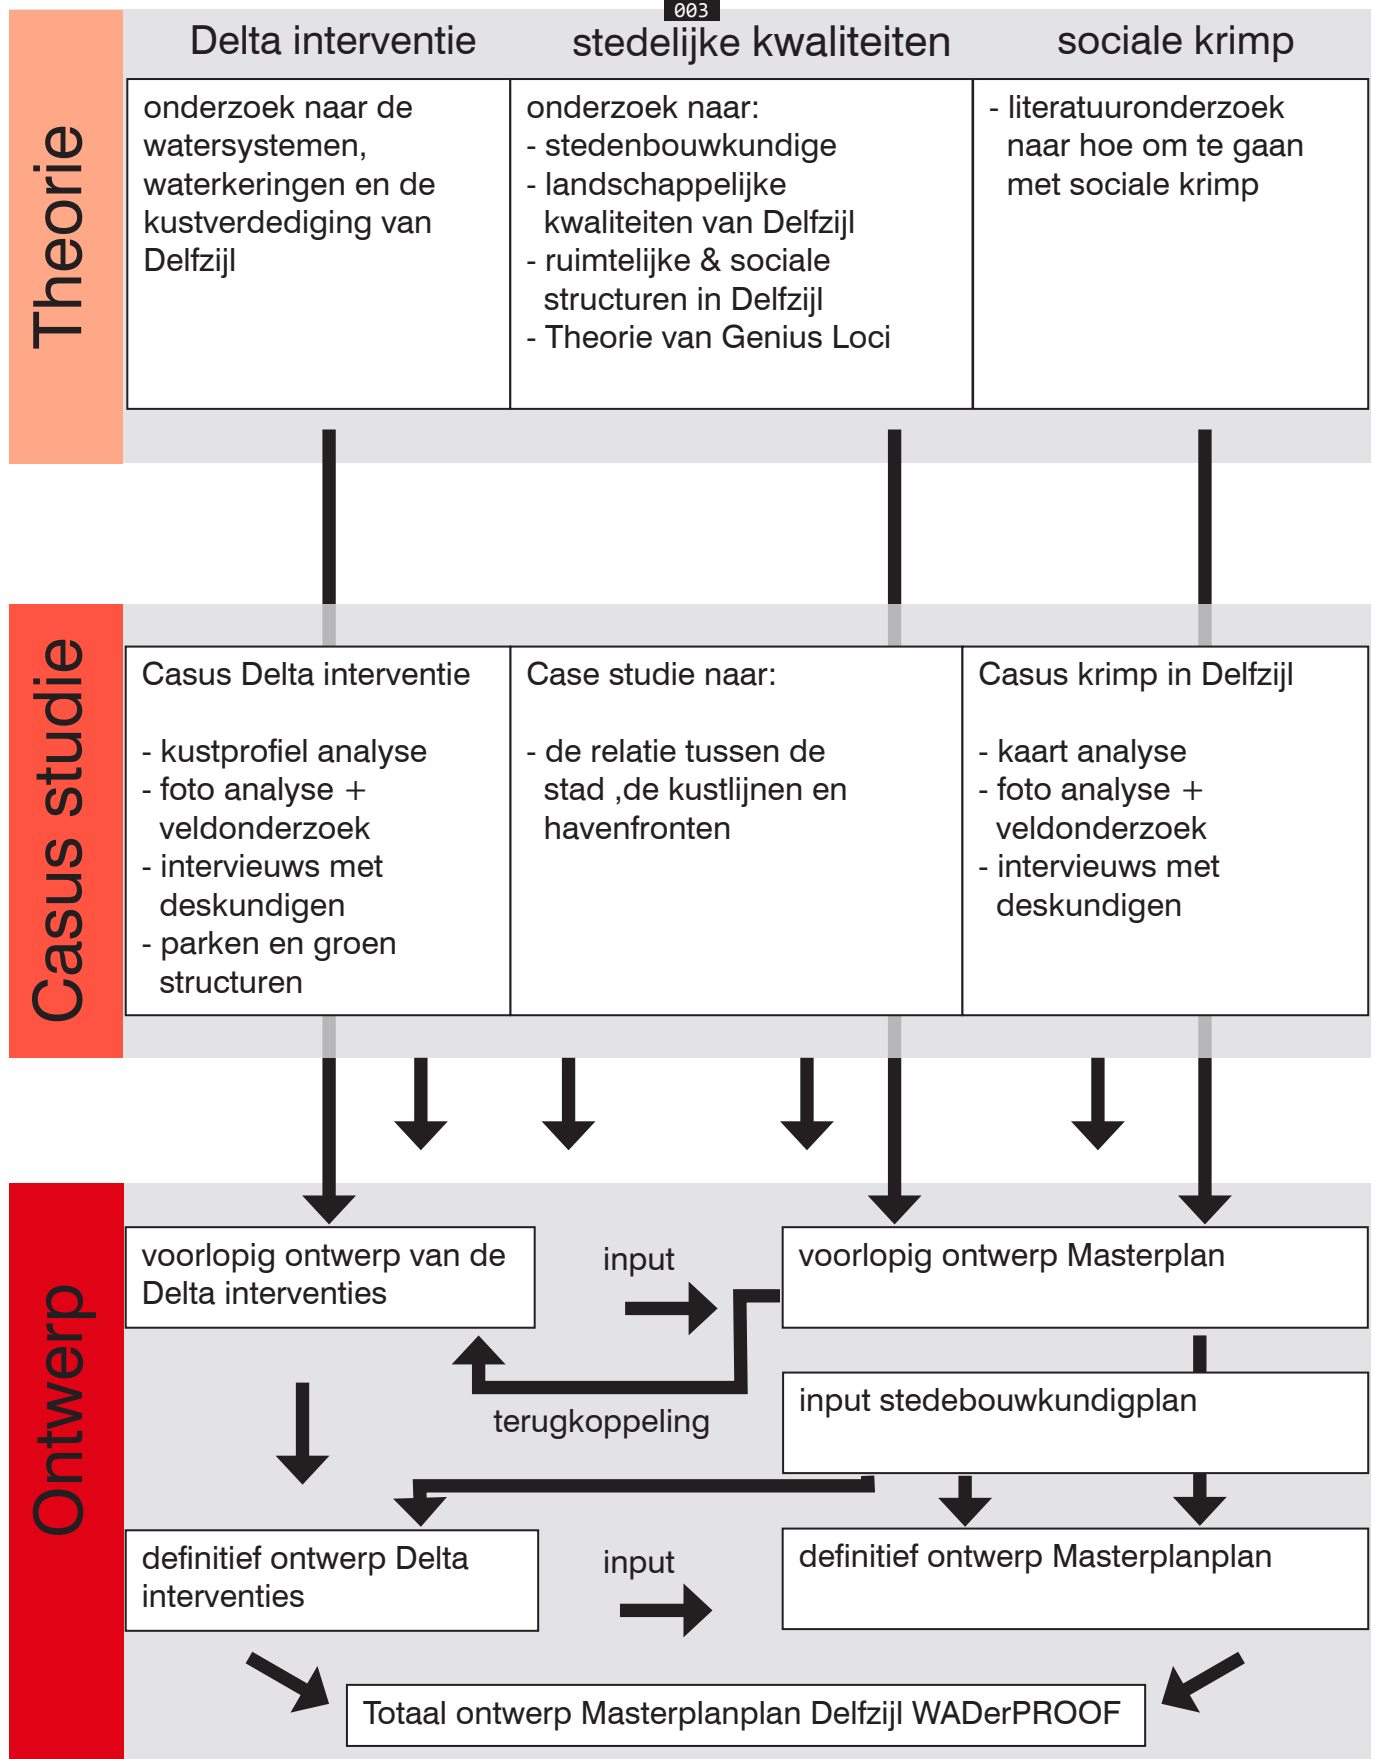 003
Delta interventie
stedelijke kwaliteiten
sociale krimp
Theorie
onderzoek naar de
watersystemen,
waterkeringen en de
kustverdediging van
Delfzijl
onderzoek naar:
- stedenbouwkundige
- landschappelijke
kwaliteiten van Delfzijl
- ruimtelijke & sociale
structuren in Delfzijl
- Theorie van Genius Loci
- literatuuronderzoek
naar hoe om te gaan
met sociale krimp
Casus studie
Casus Delta interventie
- kustprofiel analyse
- foto analyse +
veldonderzoek
- intervieuws met
deskundigen
- parken en groen
structuren
Case studie naar:
- de relatie tussen de
stad ,de kustlijnen en
havenfronten
Casus krimp in Delfzijl
- kaart analyse
- foto analyse +
veldonderzoek
- intervieuws met
deskundigen
Ontwerp
voorlopig ontwerp van de
Delta interventies
input
voorlopig ontwerp Masterplan
terugkoppeling
input stedebouwkundigplan
definitief ontwerp Delta
interventies
input
definitief ontwerp Masterplanplan
Totaal ontwerp Masterplanplan Delfzijl WADerPROOF